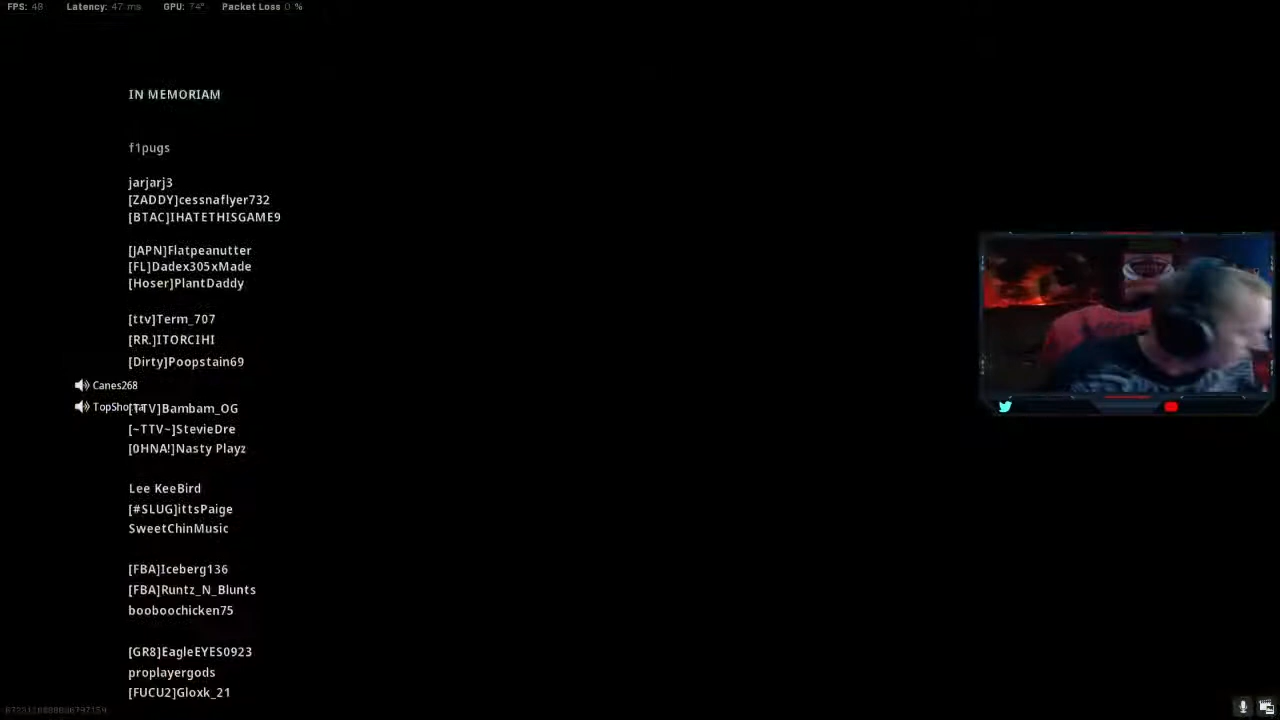 FPS: 40 Latency: 47 ms GPU: 74° Packet Loss 0 %
IN MEMORIAM
f1pugs
jarjarj3
[ZADDY]cessnaflyer732
[BTAC]IHATETHISGAME9
[JAPN]Flatpeanutter
[FL]Dadex305xMade
[Hoser]PlantDaddy
[ttv]Term_707
[RR.]ITORCIHI
[Dirty]Poopstain69
Canes268
[TTV]Bambam_OG
[~TTV~]StevieDre
[0HNA!]Nasty Playz
Lee KeeBird
[#SLUG]ittsPaige
SweetChinMusic
[FBA]Iceberg136
[FBA]Runtz_N_Blunts
booboochicken75
[GR8]EagleEYES0923
proplayergods
[FUCU2]Gloxk_21